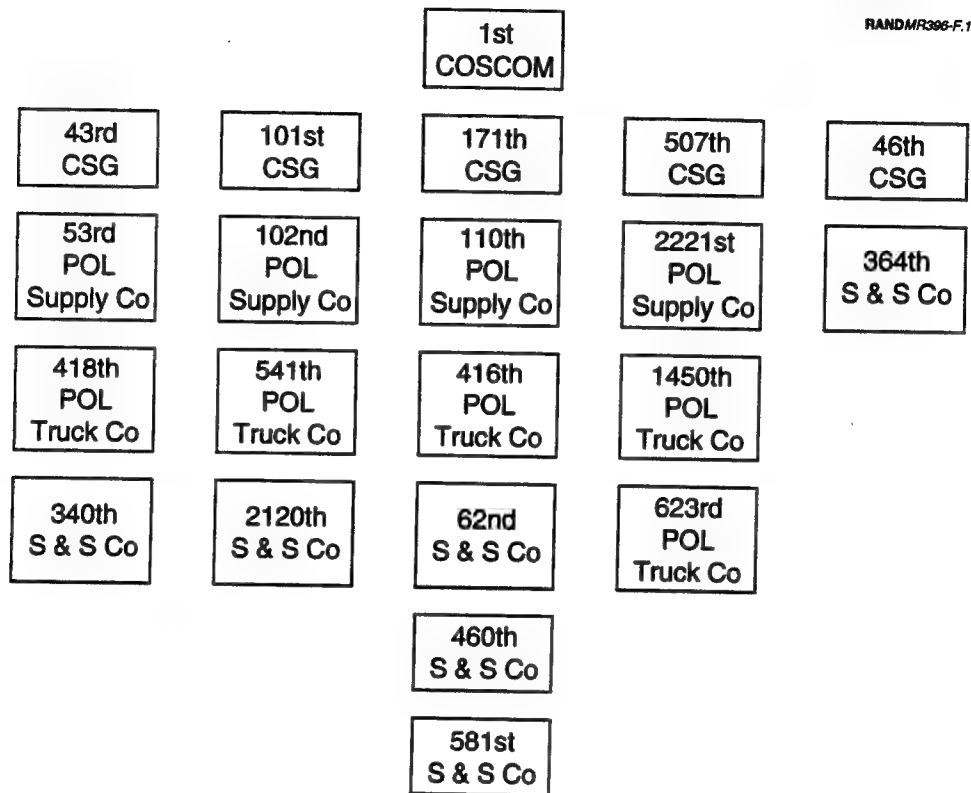 RANDMR396-F.1
1st
COSCOM
43rd
CSG
101st
CSG
171th
CSG
507th
CSG
46th
CSG
53rd
POL
Supply Co
102nd
POL
Supply Co
110th
POL
Supply Co
2221st
POL
Supply Co
364th
S & S Co
418th
POL
Truck Co
541th
POL
Truck Co
416th
POL
Truck Co
1450th
POL
Truck Co
340th
S & S Co
2120th
S & S Co
62nd
S & S Co
623rd
POL
Truck Co
460th
S & S Co
581st
S & S Co